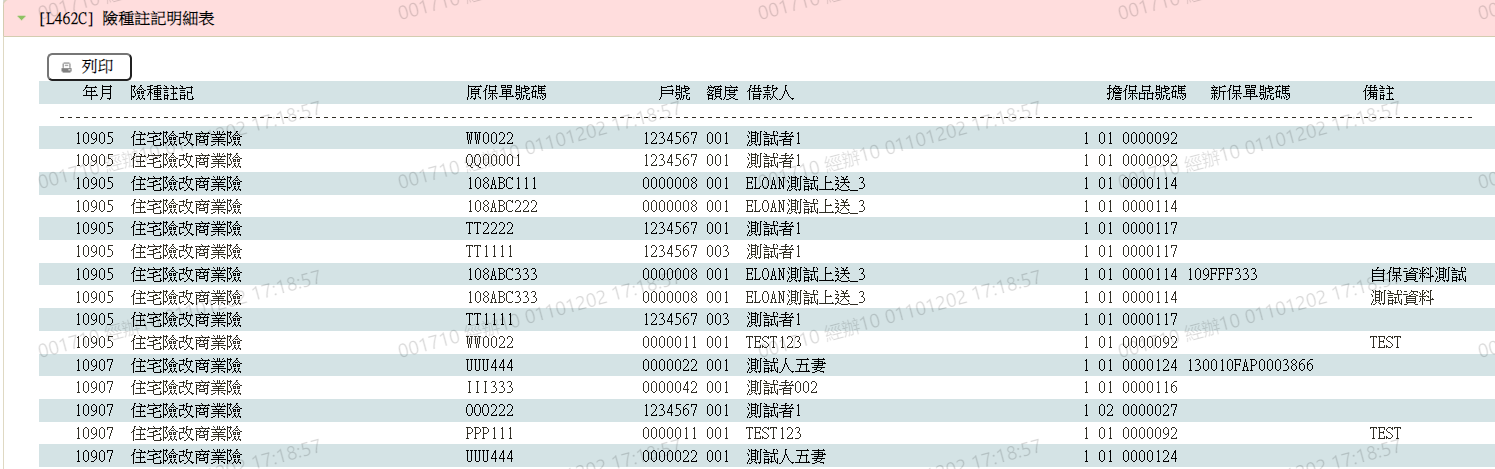 [L462C] 險種註記明細表
列印
年月 險種註記 原保單號碼 戶號 額度 借款人 擔保品號碼 新保單號碼 備註
10905 住宅險改商業險 WW0022 1234567 001 測試者1 1 01 0000092
10905 住宅險改商業險 QQ00001 1234567 001 測試者1 1 01 0000092
10905 住宅險改商業險 108ABC111 0000008 001 ELOAN測試上送_3 1 01 0000114
10905 住宅險改商業險 108ABC222 0000008 001 ELOAN測試上送_3 1 01 0000114
10905 住宅險改商業險 TT2222 1234567 001 測試者1 1 01 0000117
10905 住宅險改商業險 TT1111 1234567 003 測試者1 1 01 0000117
10905 住宅險改商業險 108ABC333 0000008 001 ELOAN測試上送_3 1 01 0000114 109FFF333 自保資料測試
10905 住宅險改商業險 108ABC333 0000008 001 ELOAN測試上送_3 1 01 0000114 測試資料
10905 住宅險改商業險 TT1111 1234567 003 測試者1 1 01 0000117
10905 住宅險改商業險 WW0022 0000011 001 TEST123 1 01 0000092 TEST
10907 住宅險改商業險 UUU444 0000022 001 測試人五妻 1 01 0000124 130010FAP0003866
10907 住宅險改商業險 III333 0000042 001 測試者002 1 01 0000116
10907 住宅險改商業險 OOO222 1234567 001 測試者1 1 02 0000027
10907 住宅險改商業險 PPP111 0000011 001 TEST123 1 01 0000092 TEST
10907 住宅險改商業險 UUU444 0000022 001 測試人五妻 1 01 0000124
001710 經辦10 01101202 17:18:57